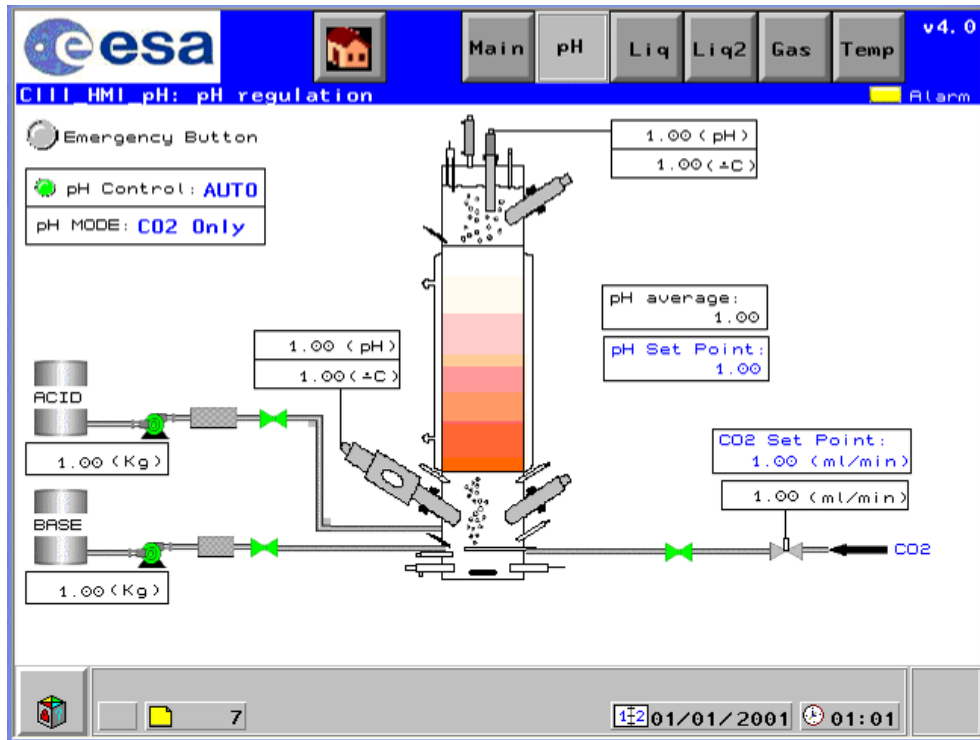 esa
Main
pH
Liq
Liq2
Gas
Temp
v4.0
CIII_HMI_pH: pH regulation
Alarm
Emergency Button
pH Control: AUTO
pH MODE: CO2 Only
1.00 (pH)
1.00 (∸C)
pH average:
1.00
pH Set Point:
1.00
1.00 (pH)
1.00 (∸C)
ACID
1.00 (Kg)
CO2 Set Point:
1.00 (ml/min)
1.00 (ml/min)
BASE
1.00 (Kg)
CO2
7
1 2 01/01/2001
01:01